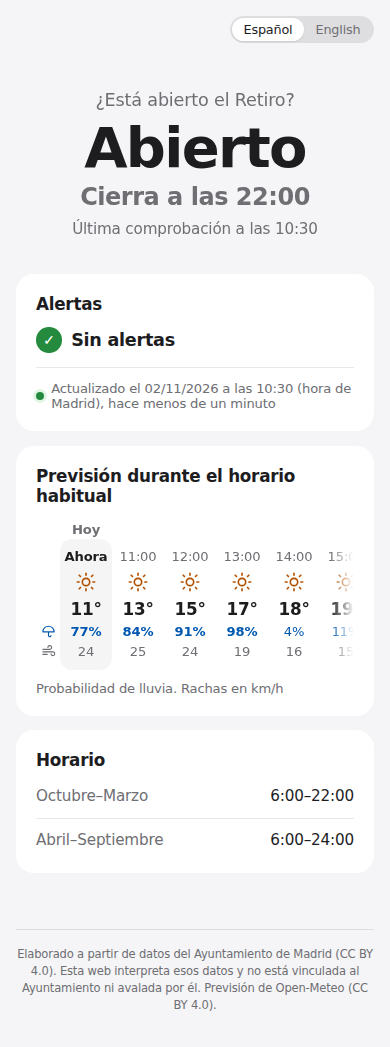 Español English
¿Está abierto el Retiro?
Abierto
Cierra a las 22:00
Última comprobación a las 10:30
Alertas
Sin alertas
Actualizado el 02/11/2026 a las 10:30 (hora de
Madrid), hace menos de un minuto
Previsión durante el horario
habitual
Hoy
Ahora 11:00 12:00 13:00 14:00
11° 13° 15° 17° 18°
77% 84% 91% 98% 4%
24 25 24 19 16
Probabilidad de lluvia. Rachas en km/h
Horario
Octubre–Marzo 6:00–22:00
Abril–Septiembre 6:00–24:00
Elaborado a partir de datos del Ayuntamiento de Madrid (CC BY
4.0). Esta web interpreta esos datos y no está vinculada al
Ayuntamiento ni avalada por él. Previsión de Open-Meteo (CC
BY 4.0).